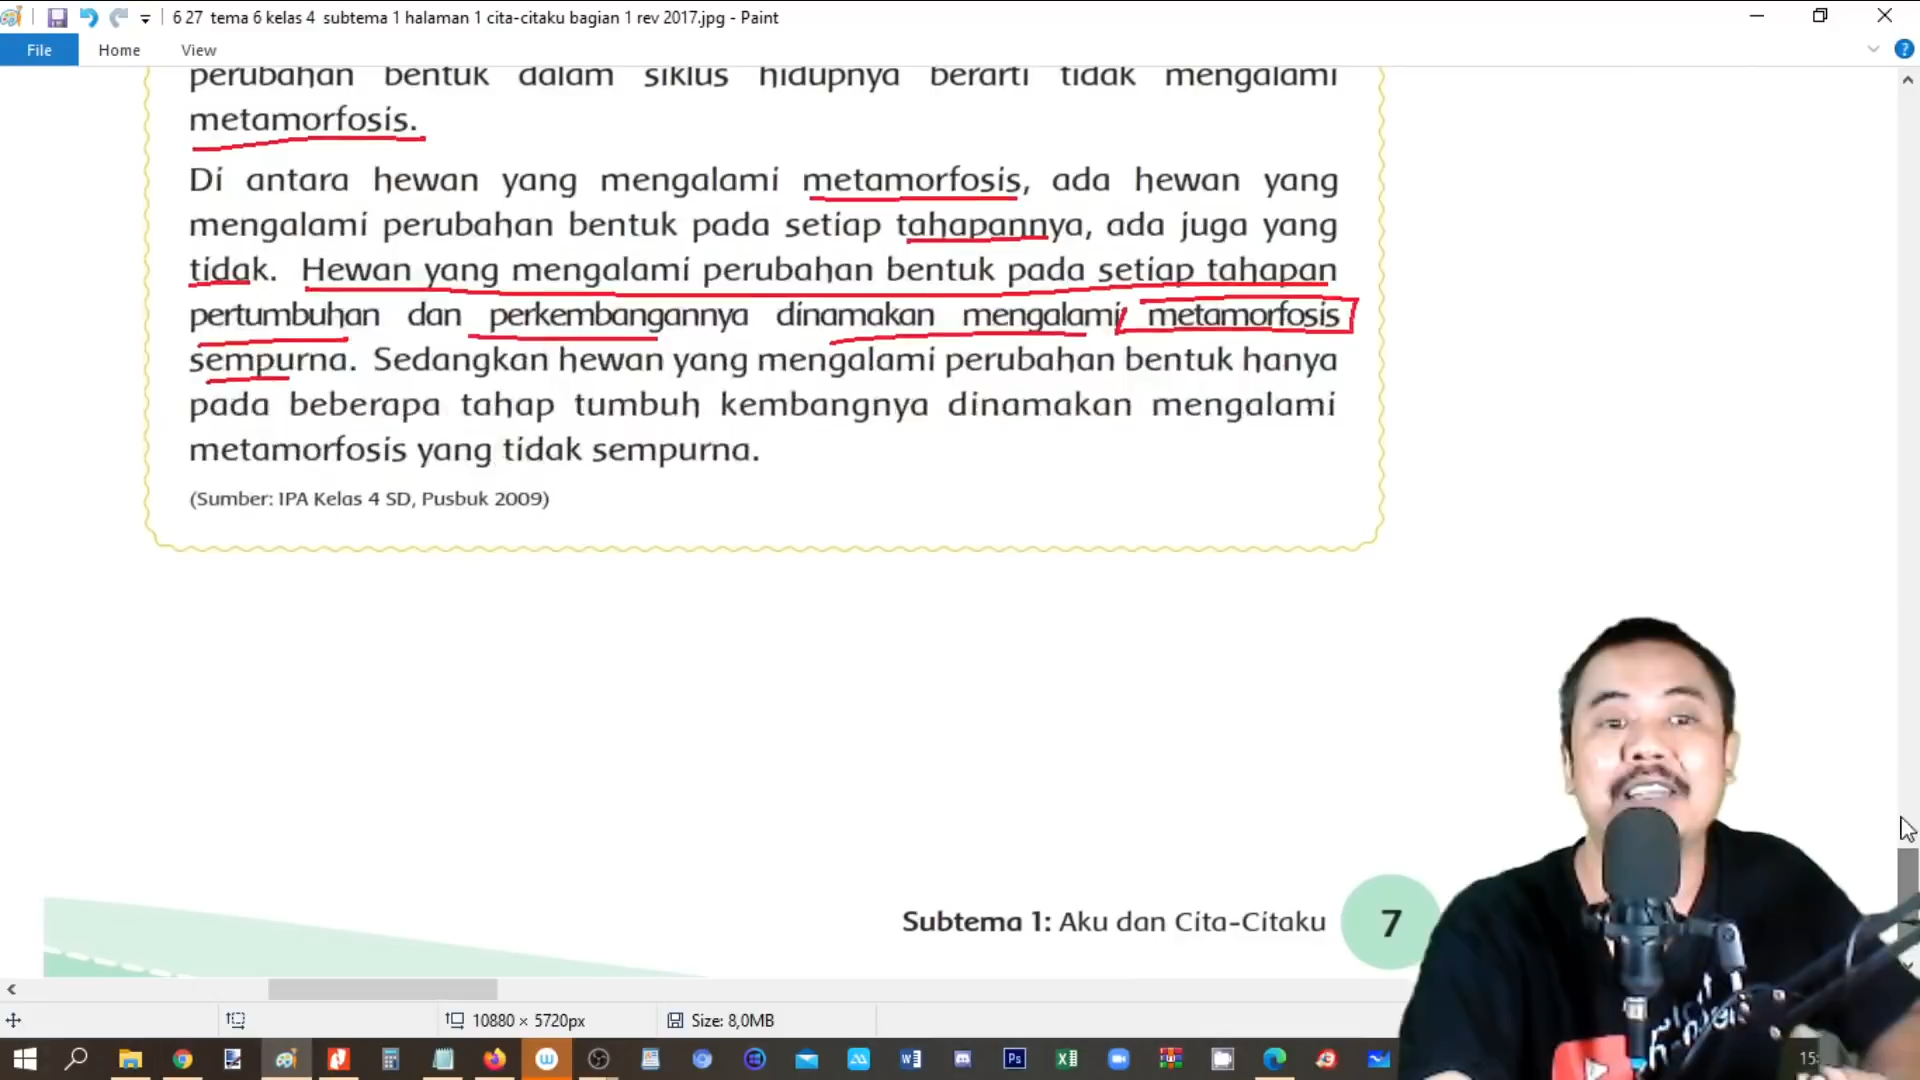 6 27 tema 6 kelas 4 subtema 1 halaman 1 cita-citaku bagian 1 rev 2017.jpg - Paint
File Home View
perubahan bentuk dalam siklus hidupnya berarti tidak mengalami
metamorfosis.
Di antara hewan yang mengalami metamorfosis, ada hewan yang
mengalami perubahan bentuk pada setiap tahapannya, ada juga yang
tidak. Hewan yang mengalami perubahan bentuk pada setiap tahapan
pertumbuhan dan perkembangannya dinamakan mengalami metamorfosis
sempurna. Sedangkan hewan yang mengalami perubahan bentuk hanya
pada beberapa tahap tumbuh kembangnya dinamakan mengalami
metamorfosis yang tidak sempurna.
(Sumber: IPA Kelas 4 SD, Pusbuk 2009)
Subtema 1: Aku dan Cita-Citaku 7
10880 × 5720px Size: 8,0MB